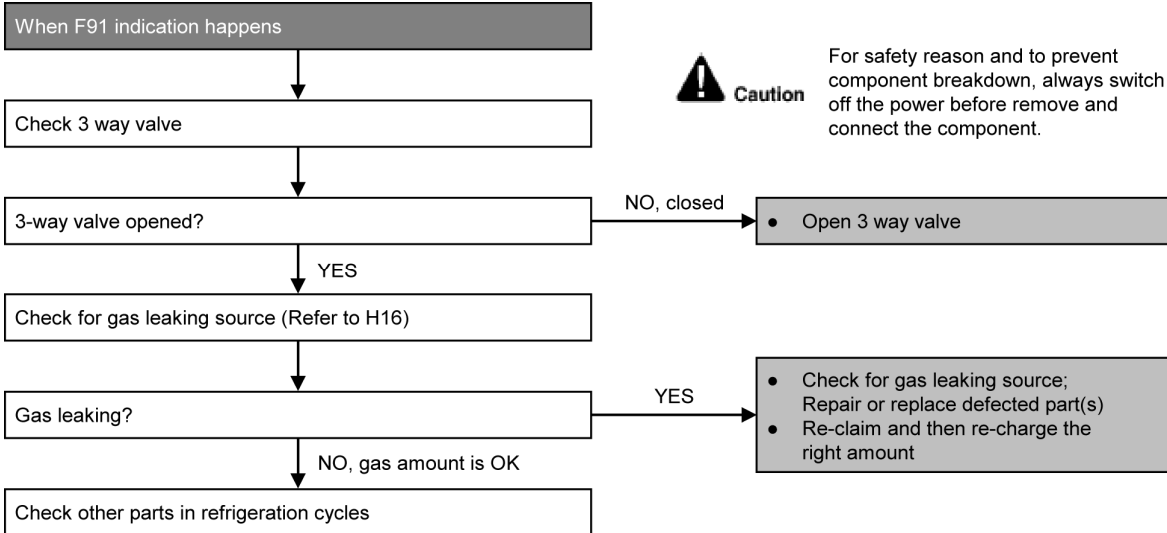 When F91 indication happens
Caution
For safety reason and to prevent
component breakdown, always switch
off the power before remove and
connect the component.
Check 3 way valve
3-way valve opened?
NO, closed
● Open 3 way valve
YES
Check for gas leaking source (Refer to H16)
Gas leaking?
YES
● Check for gas leaking source;
Repair or replace defected part(s)
● Re-claim and then re-charge the
right amount
NO, gas amount is OK
Check other parts in refrigeration cycles